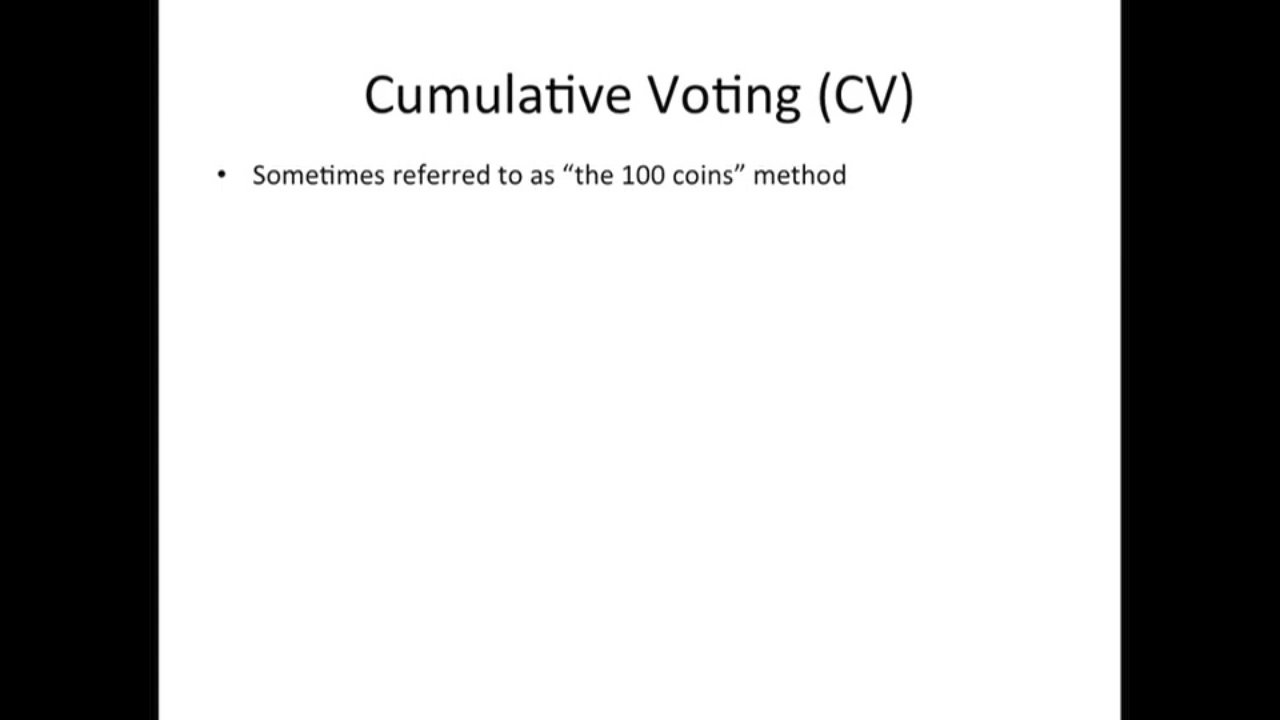 Cumulative Voting (CV)
• Sometimes referred to as “the 100 coins” method